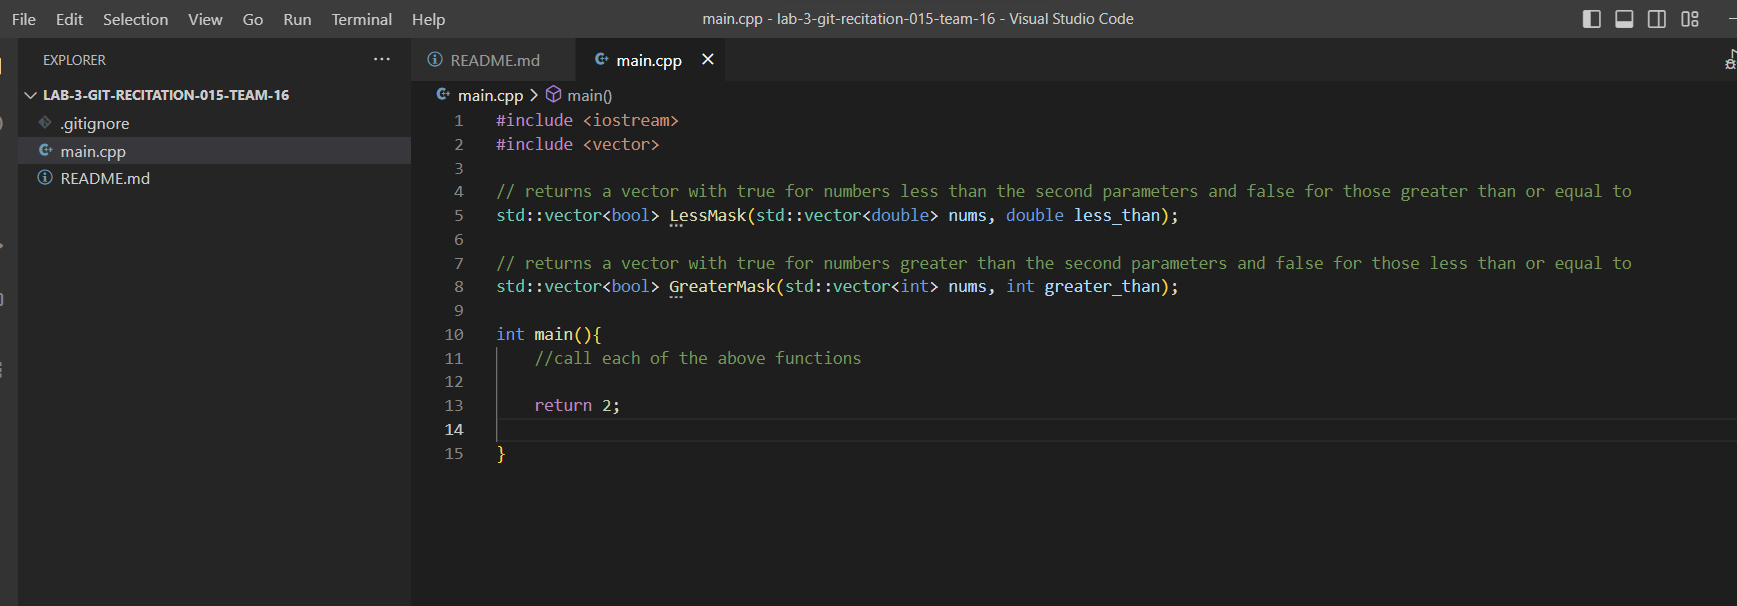 File Edit Selection View Go Run Terminal Help main.cpp - lab-3-git-recitation-015-team-16 - Visual Studio Code
EXPLORER ...
LAB-3-GIT-RECITATION-015-TEAM-16
.gitignore
main.cpp
README.md
README.md main.cpp
main.cpp > main()
1 #include <iostream>
2 #include <vector>
3
4 // returns a vector with true for numbers less than the second parameters and false for those greater than or equal to
5 std::vector<bool> LessMask(std::vector<double> nums, double less_than);
6
7 // returns a vector with true for numbers greater than the second parameters and false for those less than or equal to
8 std::vector<bool> GreaterMask(std::vector<int> nums, int greater_than);
9
10 int main(){
11 //call each of the above functions
12
13 return 2;
14
15 }